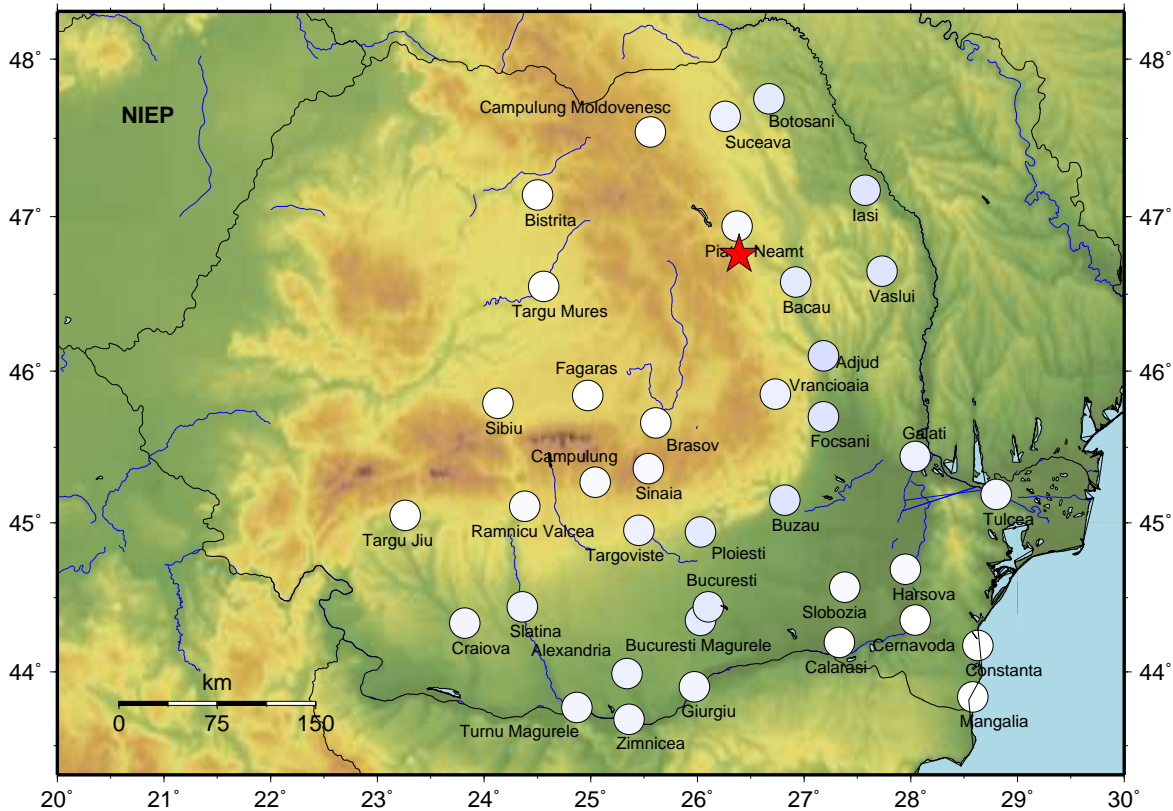 48˚ 48˚
NIEP
Campulung Moldovenesc
Botosani
Suceava
47˚ 47˚
Bistrita
Iasi
Piatra Neamt
Targu Mures
Bacau
Vaslui
46˚ 46˚
Fagaras
Adjud
Vrancioaia
Sibiu
Brasov
Focsani
Galati
Campulung
Sinaia
45˚ 45˚
Targu Jiu
Ramnicu Valcea
Targoviste
Ploiesti
Buzau
Tulcea
Bucuresti
Slobozia
Harsova
Craiova
Slatina
Alexandria
Bucuresti Magurele
Calarasi
Cernavoda
Constanta
44˚ 44˚
km
0 75 150
Turnu Magurele
Zimnicea
Giurgiu
Mangalia
20˚ 21˚ 22˚ 23˚ 24˚ 25˚ 26˚ 27˚ 28˚ 29˚ 30˚